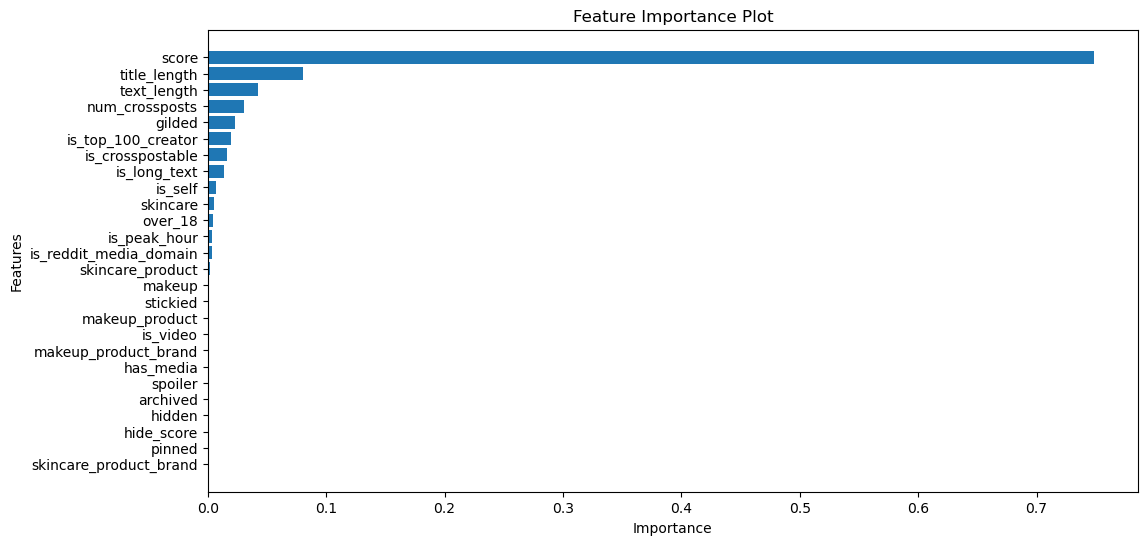 Feature Importance Plot
score
title_length
text_length
num_crossposts
gilded
is_top_100_creator
is_crosspostable
is_long_text
is_self
skincare
over_18
is_peak_hour
is_reddit_media_domain
skincare_product
makeup
stickied
makeup_product
is_video
makeup_product_brand
has_media
spoiler
archived
hidden
hide_score
pinned
skincare_product_brand
Features
0.0 0.1 0.2 0.3 0.4 0.5 0.6 0.7
Importance